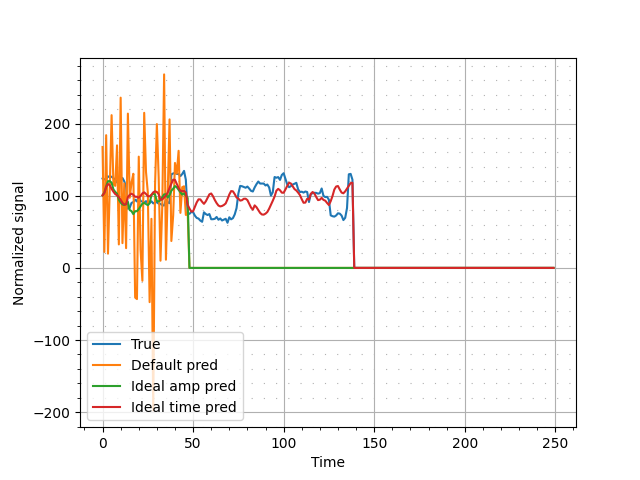 Normalized signal
200
100
0
−100
−200
True
Default pred
Ideal amp pred
Ideal time pred
0 50 100 150 200 250
Time